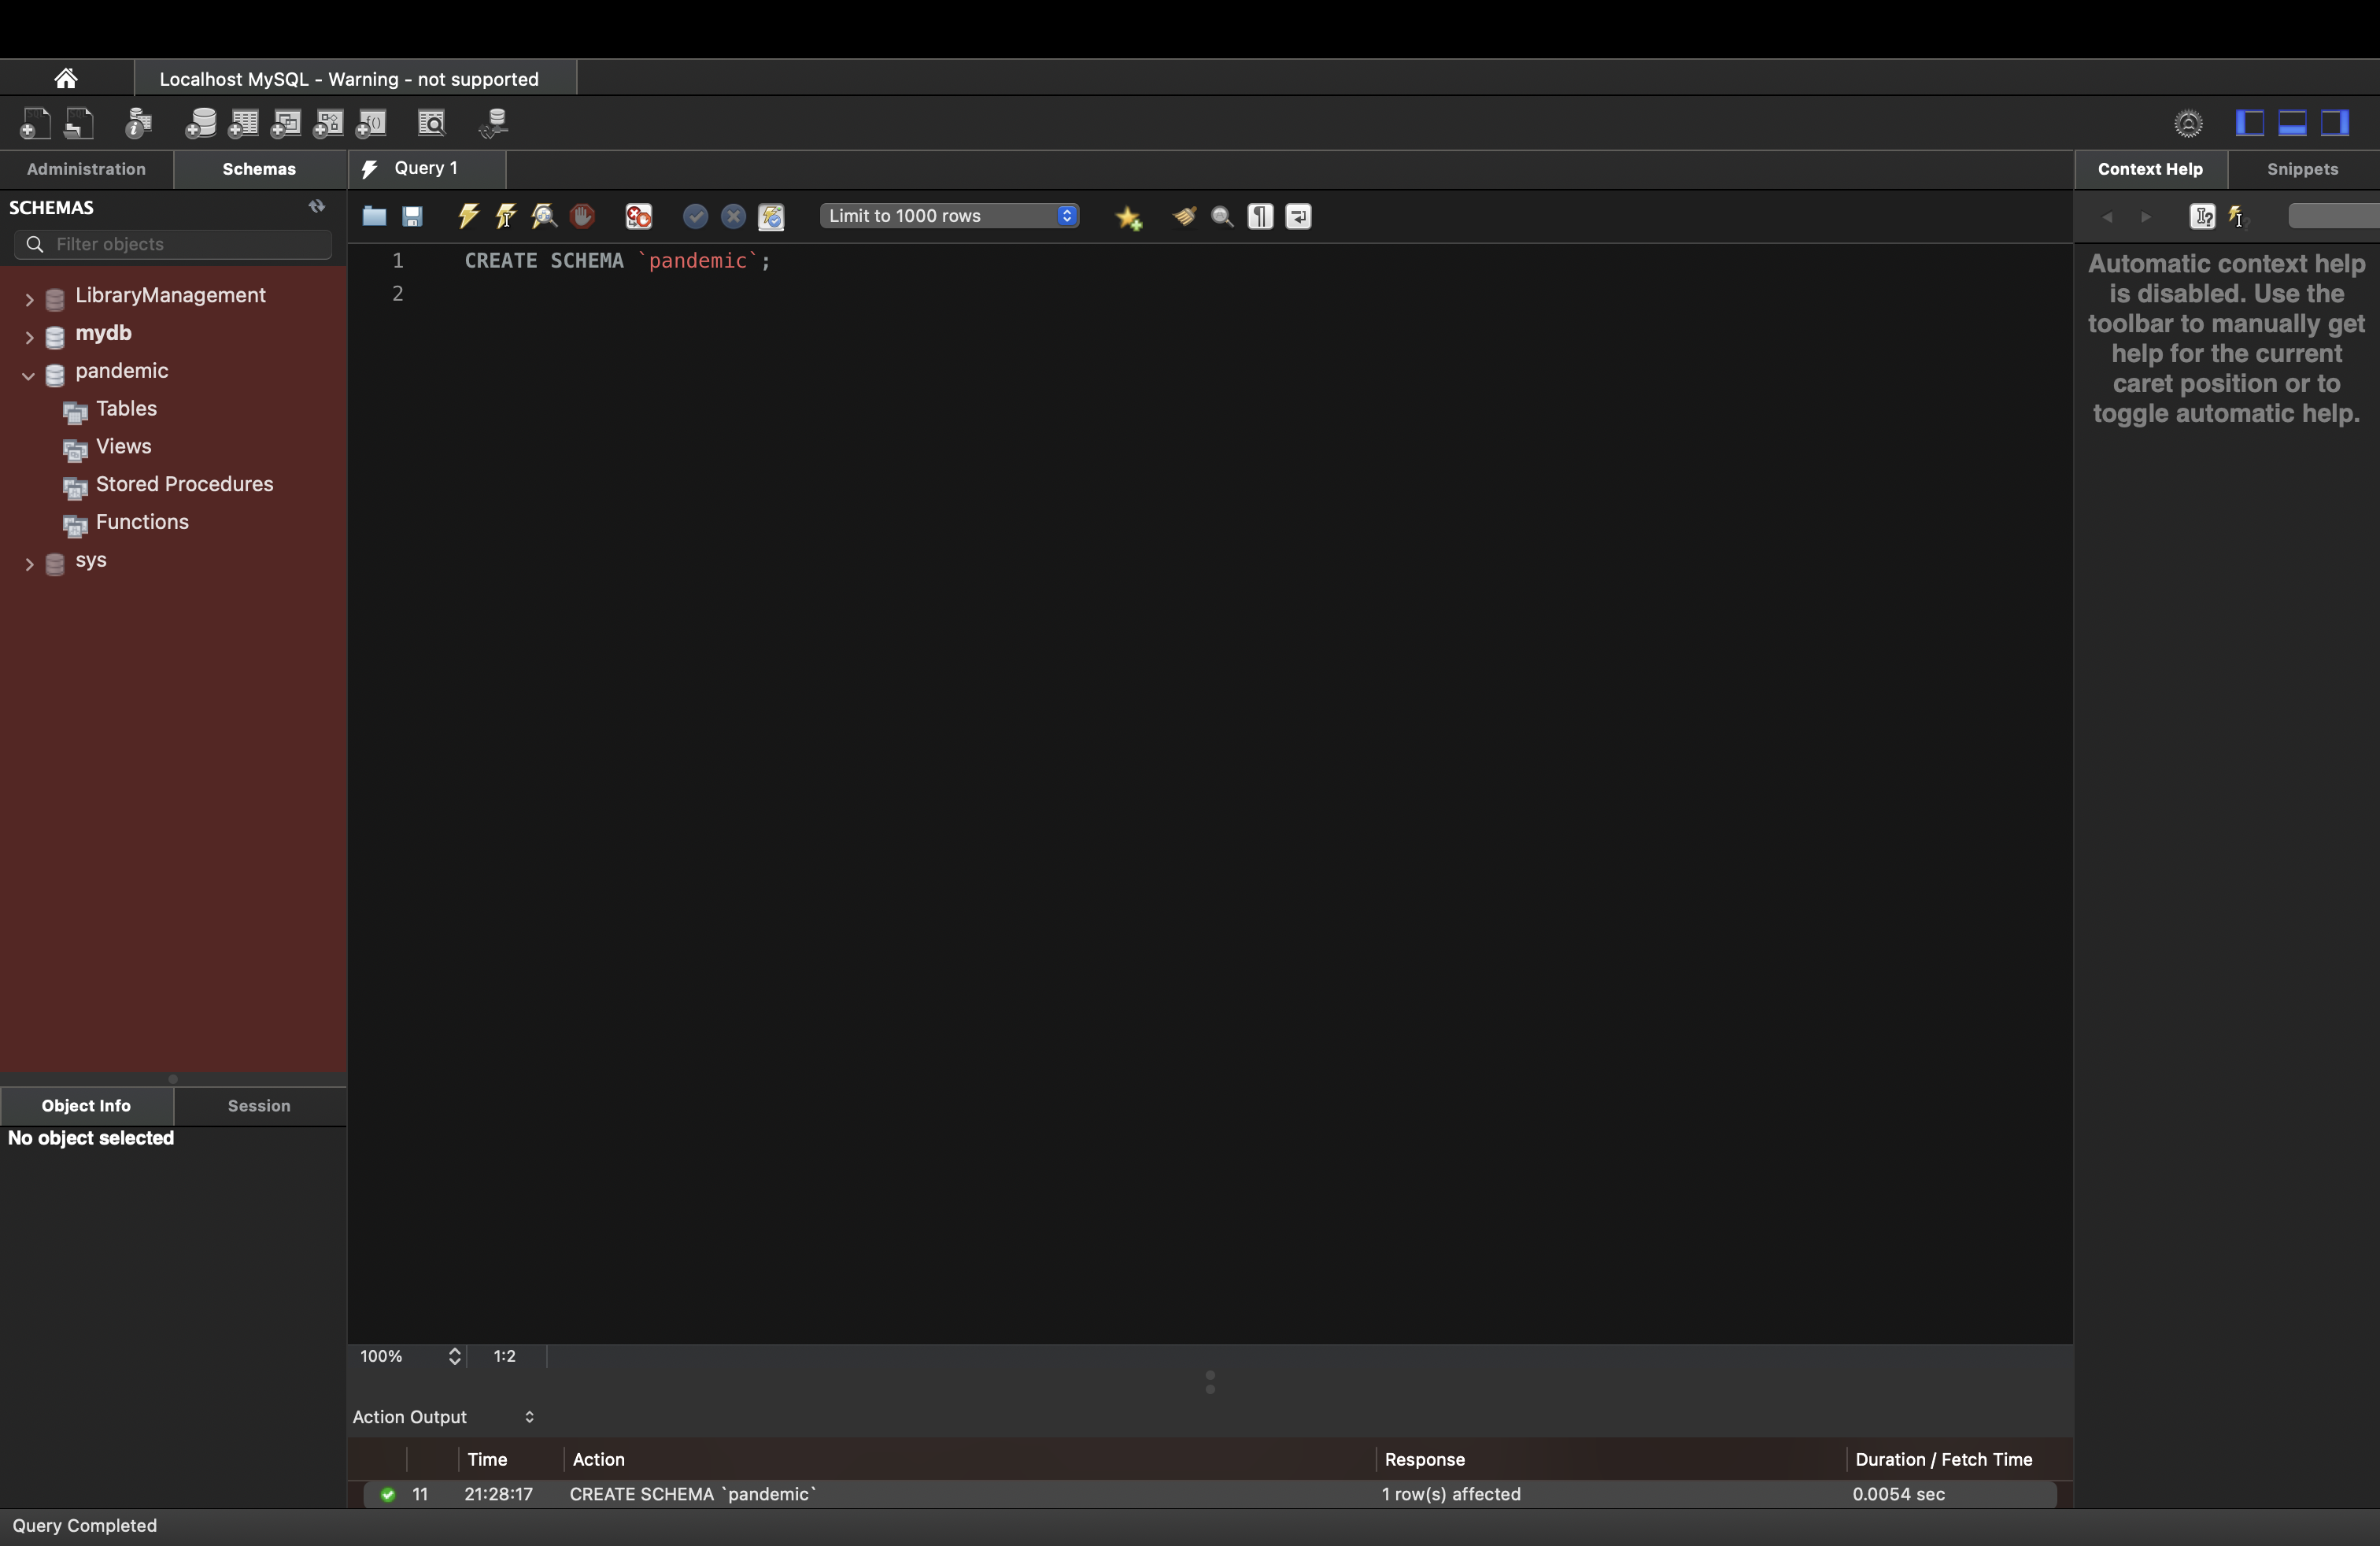 Localhost MySQL - Warning - not supported
Administration
Schemas
Query 1
Context Help
Snippets
SCHEMAS
Limit to 1000 rows
Filter objects
1 CREATE SCHEMA `pandemic`;
2
LibraryManagement
mydb
pandemic
Tables
Views
Stored Procedures
Functions
sys
Automatic context help
is disabled. Use the
toolbar to manually get
help for the current
caret position or to
toggle automatic help.
Object Info
Session
No object selected
100%
1:2
Action Output
Time Action Response Duration / Fetch Time
11 21:28:17 CREATE SCHEMA `pandemic` 1 row(s) affected 0.0054 sec
Query Completed